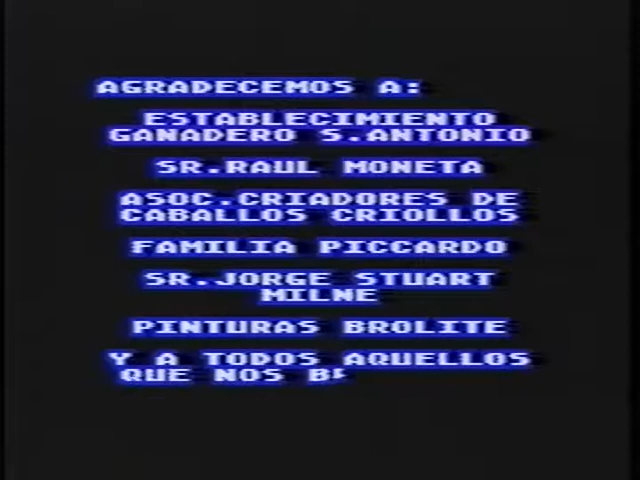 AGRADECEMOS A:
ESTABLECIMIENTO
GANADERO S.ANTONIO
SR.RAUL MONETA
ASOC.CRIADORES DE
CABALLOS CRIOLLOS
FAMILIA PICCARDO
SR.JORGE STUART
MILNE
PINTURAS BROLITE
Y A TODOS AQUELLOS
QUE NOS